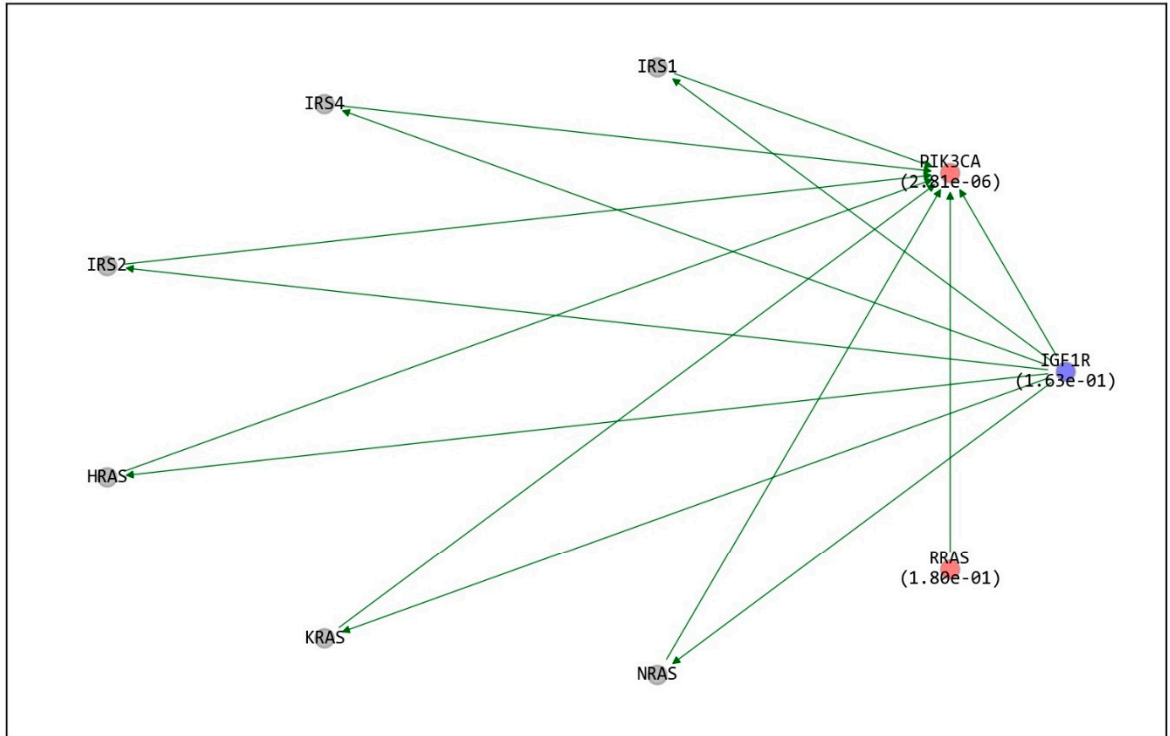 IRS1
IRS4
PIK3CA
(2.81e-06)
IRS2
IGF1R
(1.63e-01)
HRAS
RRAS
(1.80e-01)
KRAS
NRAS